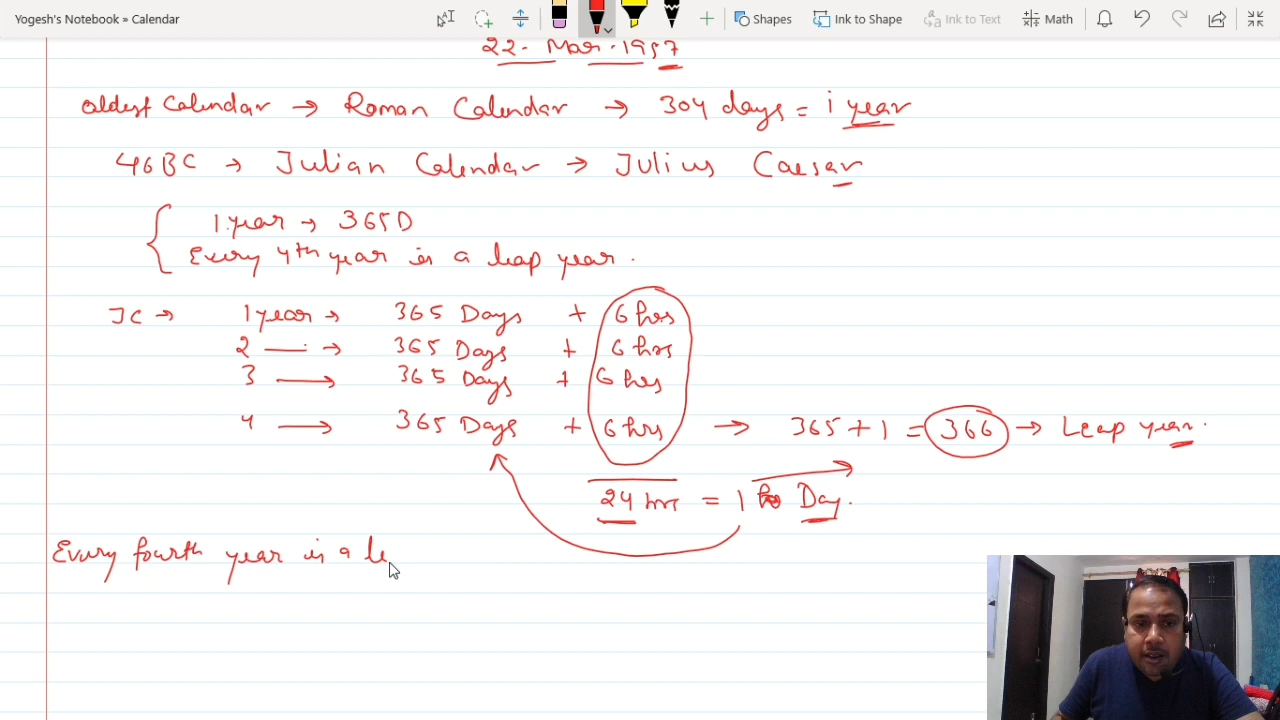 Yogesh's Notebook » Calendar
Shapes
Ink to Shape
Ink to Text
Math
22. Mar. 1957
oldest Calendar → Roman Calendar → 304 days = 1 year
46BC → Julian Calendar → Julius Caesar
1 year → 365D
Every 4th year is a leap year.
JC → 1 year → 365 Days + 6 hrs
2 → 365 Days + 6 hrs
3 → 365 Days + 6 hrs
4 → 365 Days + 6 hrs → 365 + 1 = 366 → Leap year.
24 hrs = 1 Day.
Every fourth year is a le